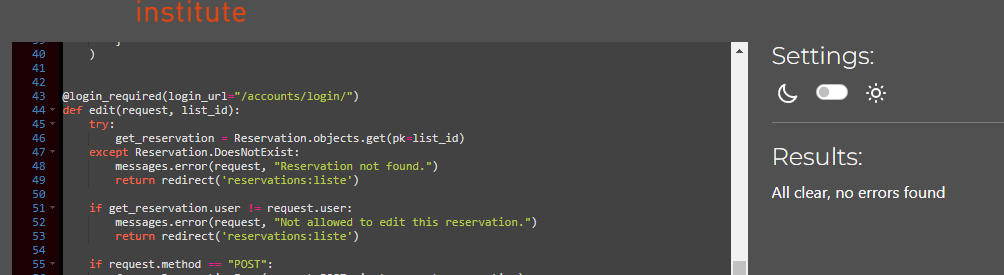 institute
40 )
41
42
43 @login_required(login_url="/accounts/login/")
44 def edit(request, list_id):
45 try:
46 get_reservation = Reservation.objects.get(pk=list_id)
47 except Reservation.DoesNotExist:
48 messages.error(request, "Reservation not found.")
49 return redirect('reservations:liste')
50
51 if get_reservation.user != request.user:
52 messages.error(request, "Not allowed to edit this reservation.")
53 return redirect('reservations:liste')
54
55 if request.method == "POST":
Settings:
Results:
All clear, no errors found